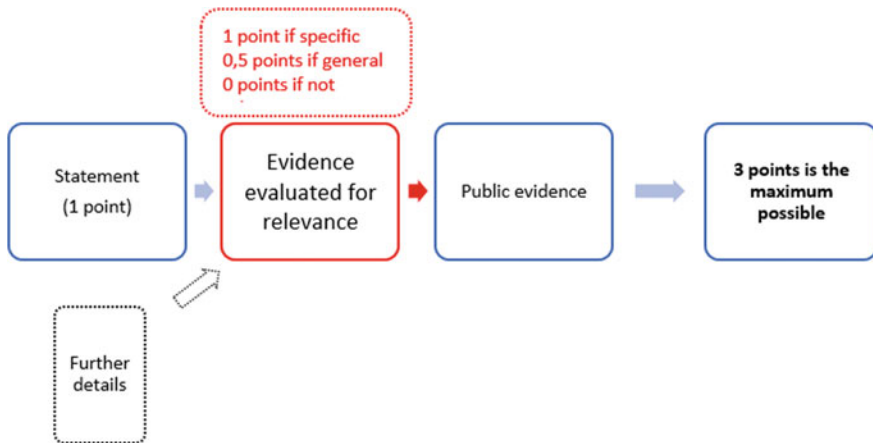 1 point if specific
0,5 points if general
0 points if not
Statement
(1 point)
Evidence
evaluated for
relevance
Public evidence
3 points is the
maximum
possible
Further
details